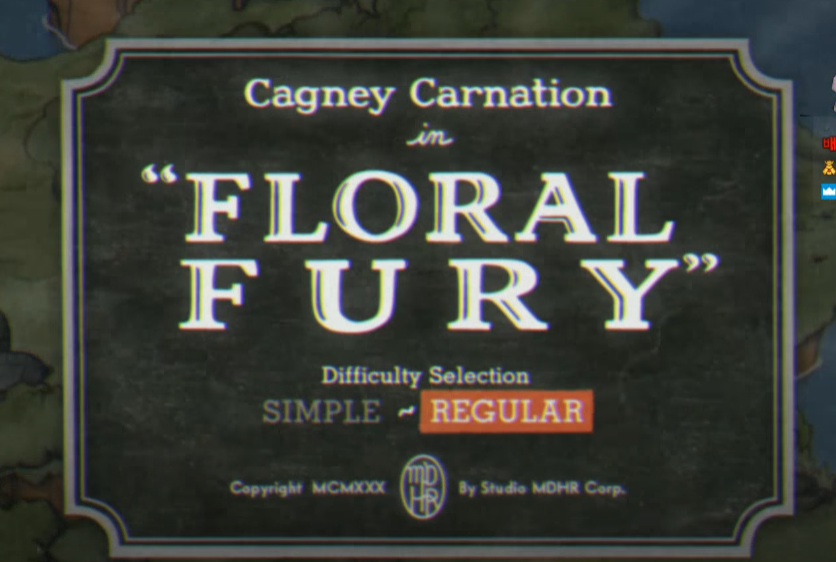 Cagney Carnation
in
“FLORAL
FURY”
Difficulty Selection
SIMPLE ~ REGULAR
Copyright MCMXXX MDHR By Studio MDHR Corp.